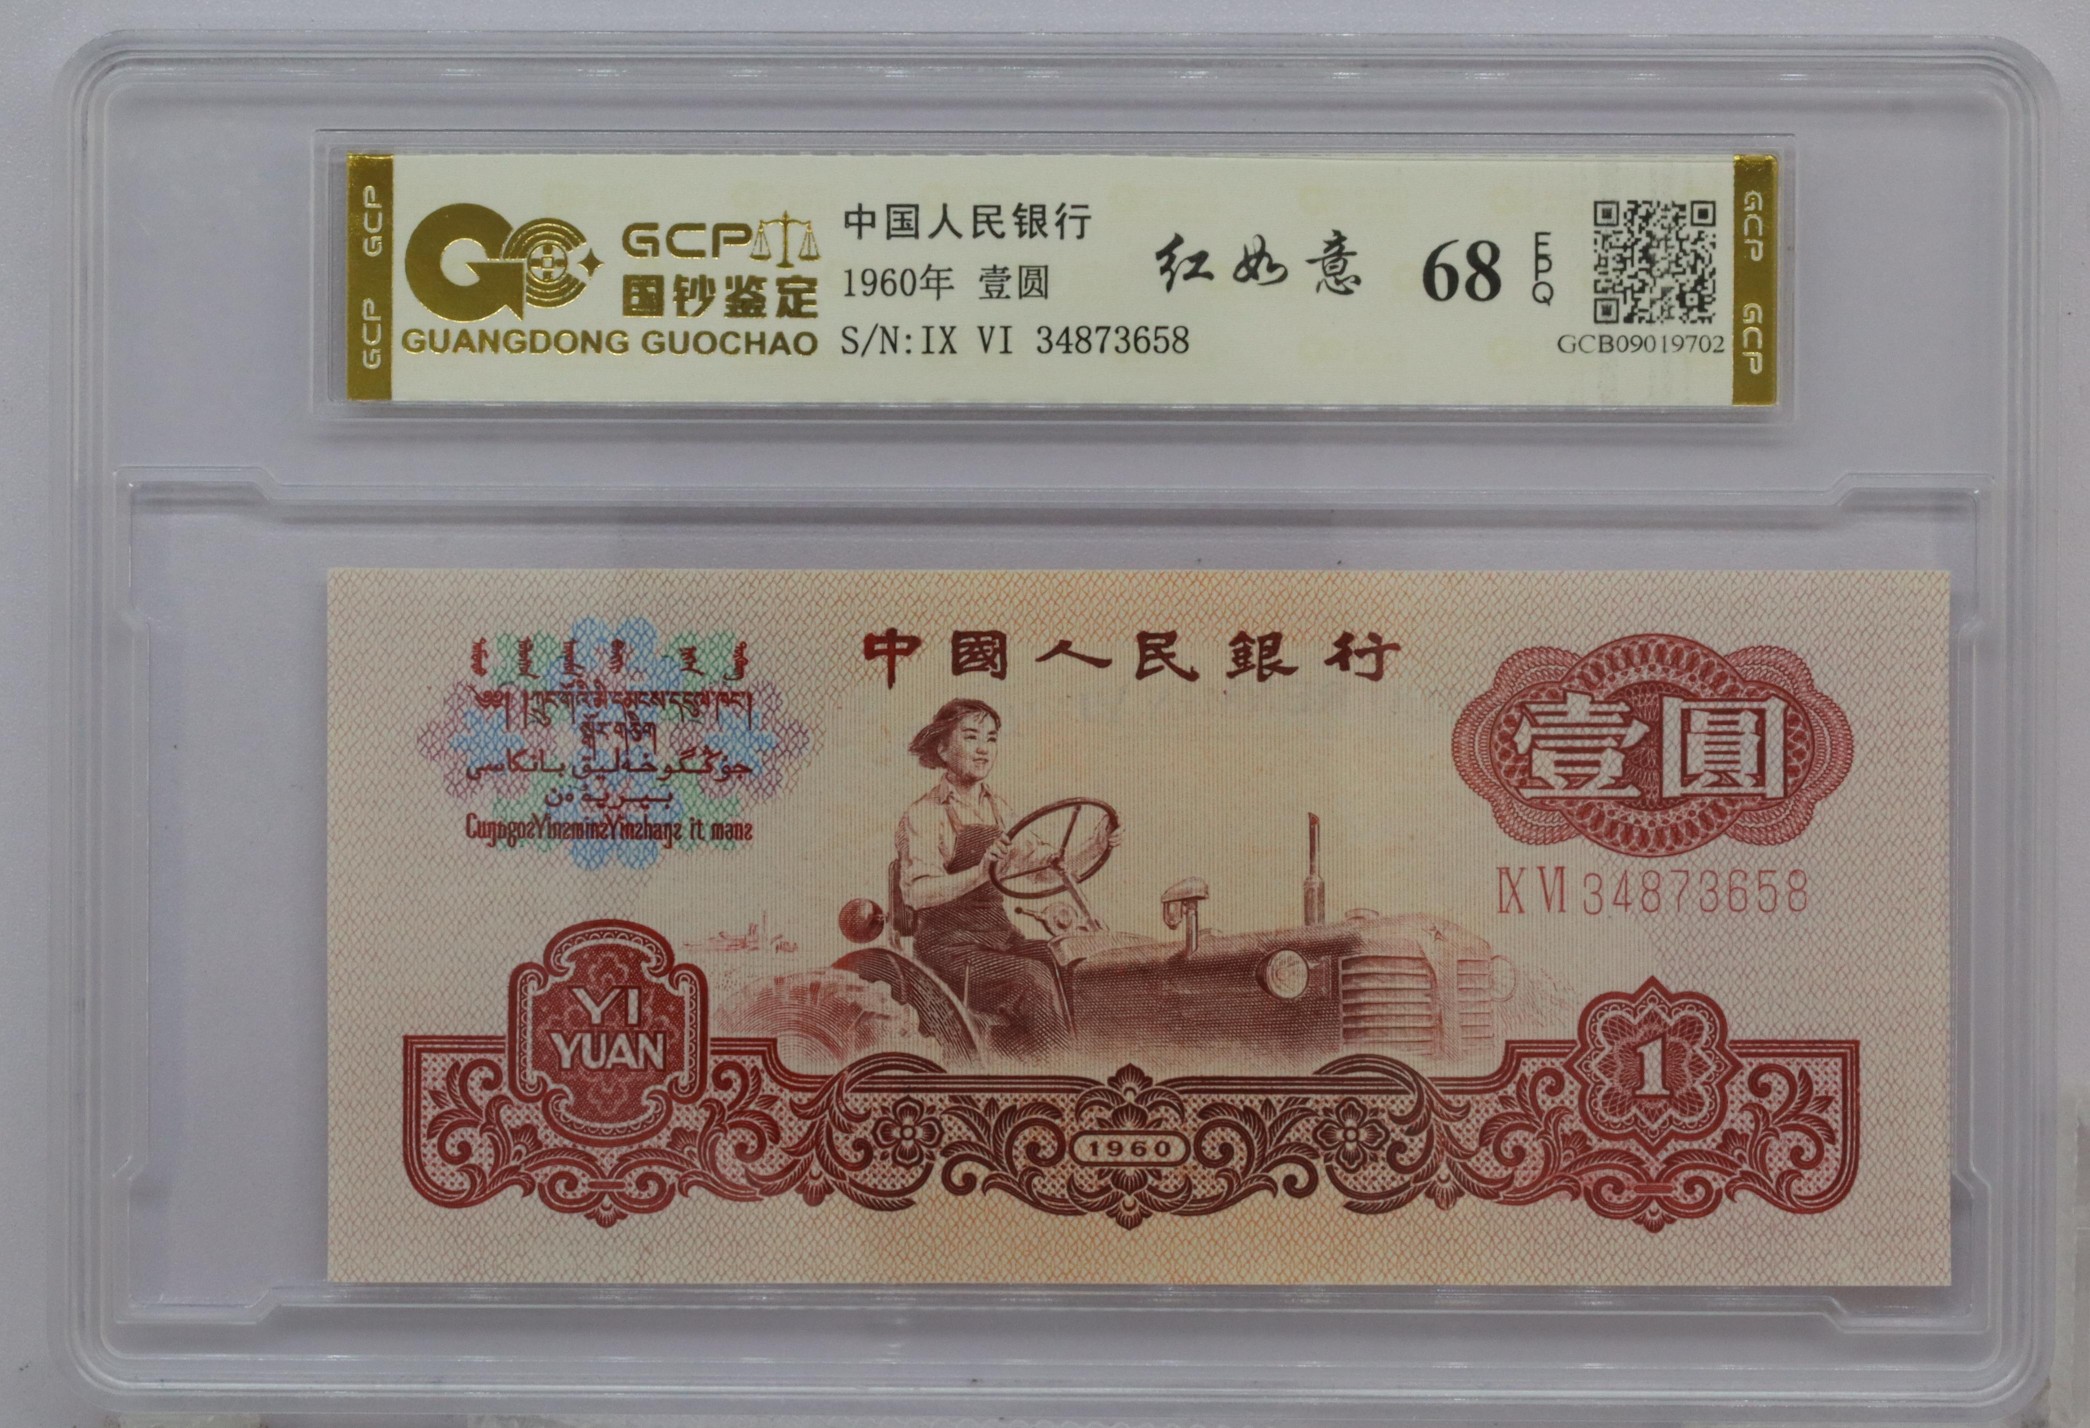 GCP GCP
GCP
国钞鉴定
GUANGDONG GUOCHAO
中国人民银行
1960年 壹圆
S/N:IX VI 34873658
红如意
68
EPQ
GCB09019702
GCP GCP
中國人民銀行
壹圓
IX VI 34873658
YI
YUAN
1960
1